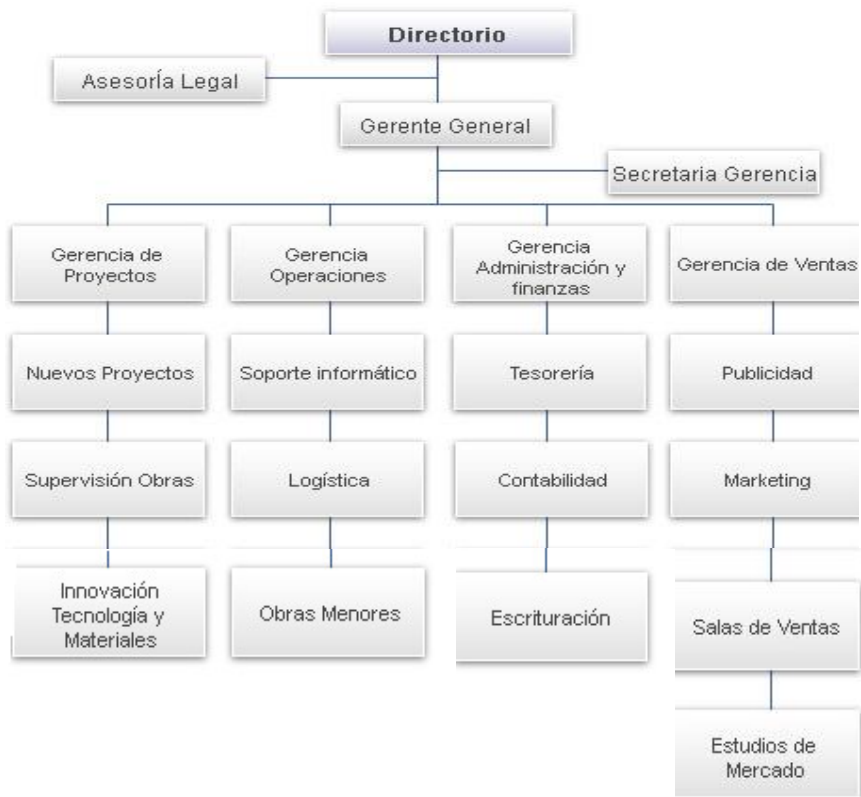 Directorio
Asesoría Legal
Gerente General
Secretaria Gerencia
Gerencia de
Proyectos
Gerencia
Operaciones
Gerencia
Administración y
finanzas
Gerencia de Ventas
Nuevos Proyectos
Soporte informático
Tesorería
Publicidad
Supervisión Obras
Logística
Contabilidad
Marketing
Innovación
Tecnología y
Materiales
Obras Menores
Escrituración
Salas de Ventas
Estudios de
Mercado